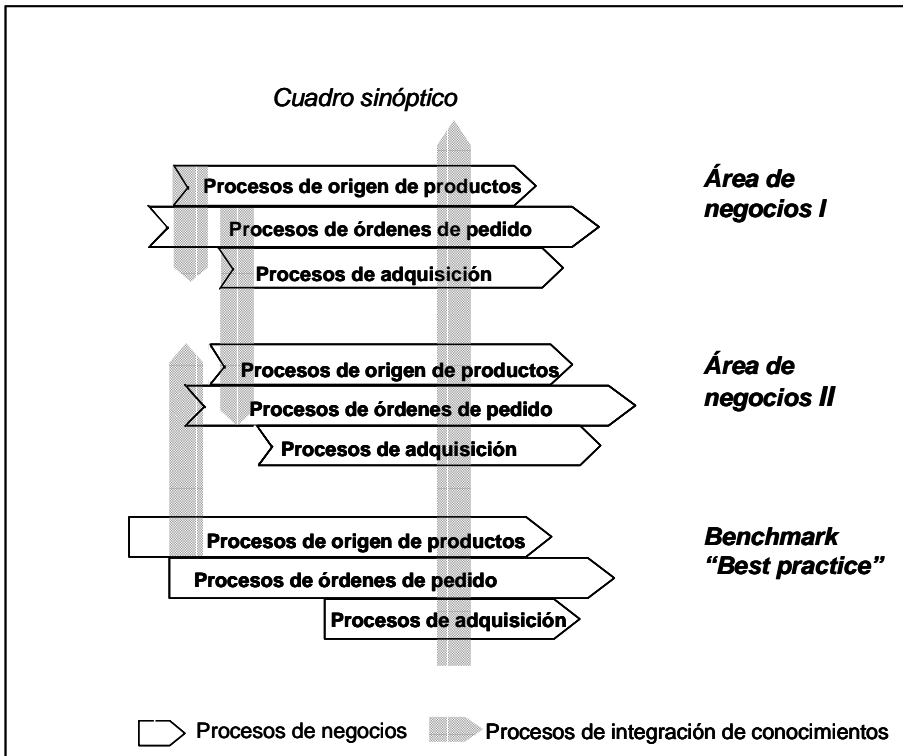 Cuadro sinóptico
Procesos de origen de productos
Procesos de órdenes de pedido
Procesos de adquisición
Área de
negocios I
Procesos de origen de productos
Procesos de órdenes de pedido
Procesos de adquisición
Área de
negocios II
Procesos de origen de productos
Procesos de órdenes de pedido
Procesos de adquisición
Benchmark
“Best practice”
Procesos de negocios
Procesos de integración de conocimientos